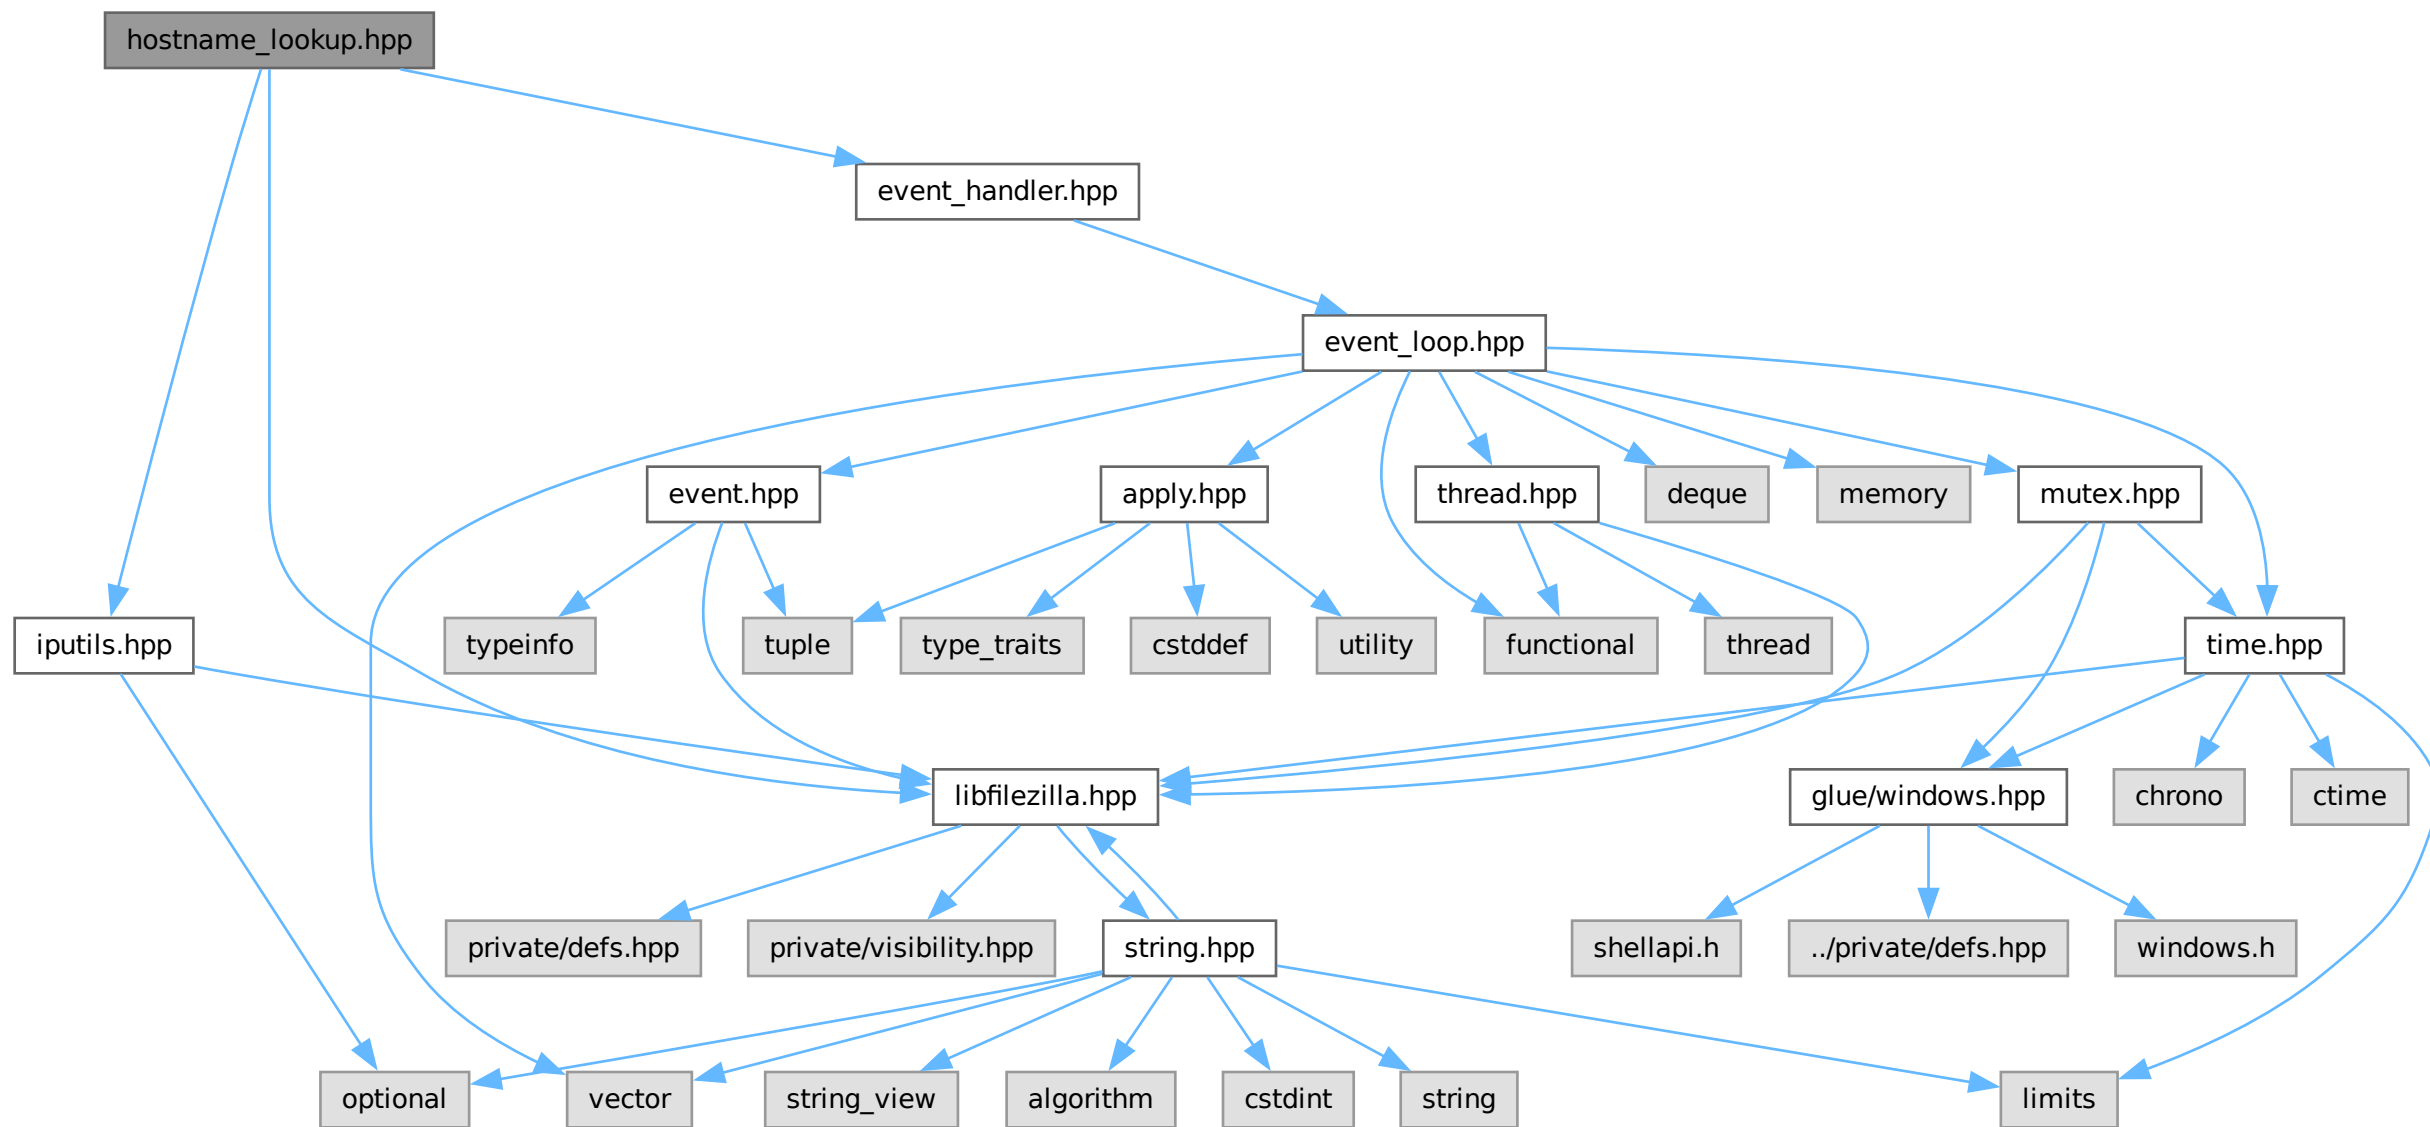 hostname_lookup.hpp
event_handler.hpp
event_loop.hpp
event.hpp
apply.hpp
thread.hpp
deque
memory
mutex.hpp
iputils.hpp
typeinfo
tuple
type_traits
cstddef
utility
functional
thread
time.hpp
libfilezilla.hpp
glue/windows.hpp
chrono
ctime
private/defs.hpp
private/visibility.hpp
string.hpp
shellapi.h
../private/defs.hpp
windows.h
optional
vector
string_view
algorithm
cstdint
string
limits